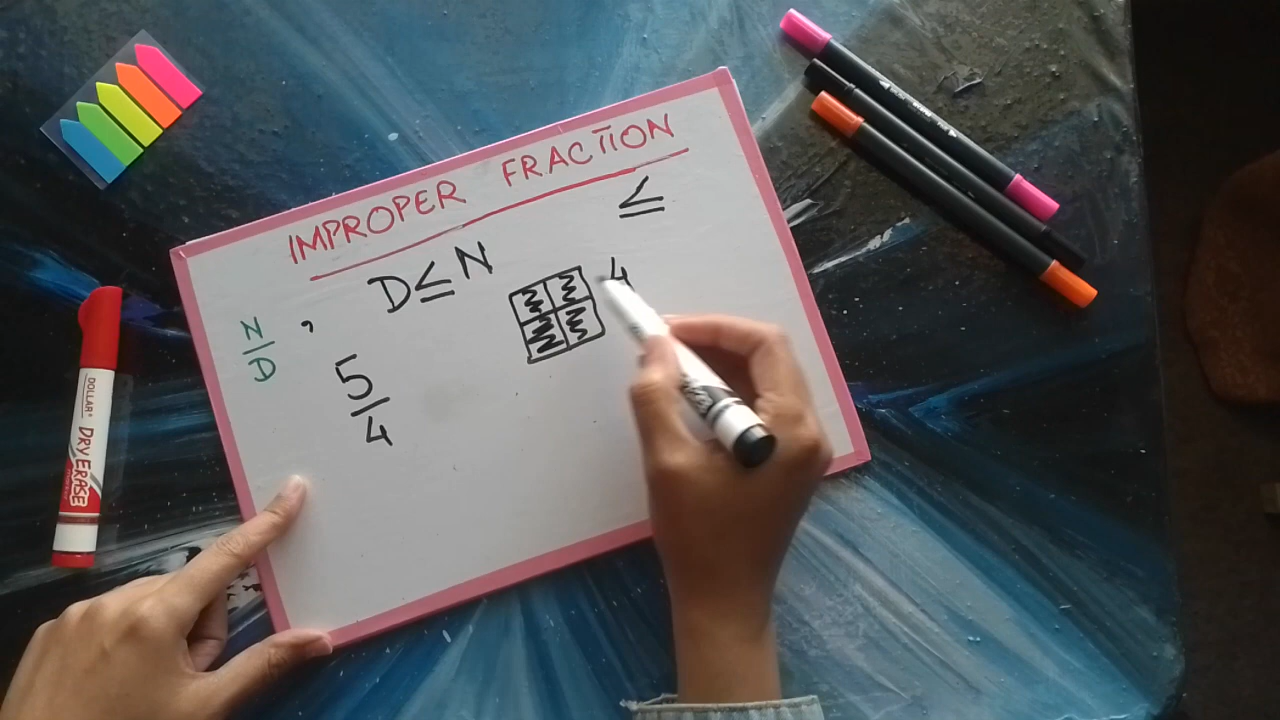 IMPROPER FRACTION
≤
D≤N
4
N/D ,
5/4
DOLLAR®
DRY ERASE